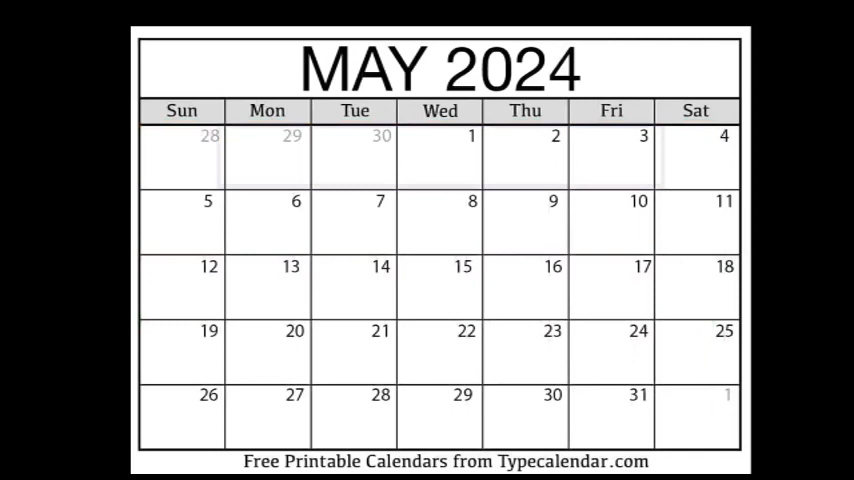 MAY 2024
Sun Mon Tue Wed Thu Fri Sat
28 29 30 1 2 3 4
5 6 7 8 9 10 11
12 13 14 15 16 17 18
19 20 21 22 23 24 25
26 27 28 29 30 31 1
Free Printable Calendars from Typecalendar.com